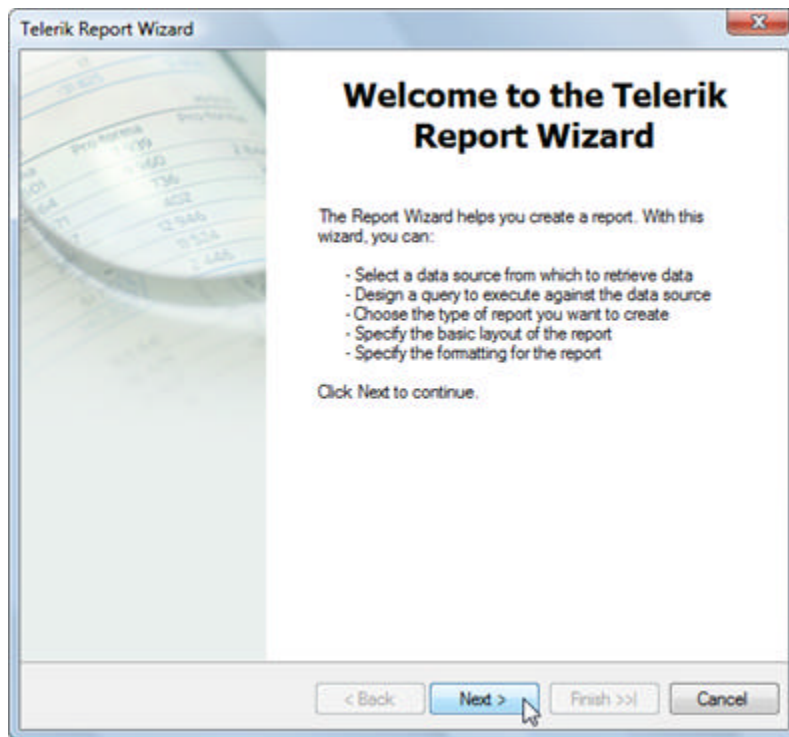 Telerik Report Wizard
Welcome to the Telerik
Report Wizard
The Report Wizard helps you create a report. With this
wizard, you can:
- Select a data source from which to retrieve data
- Design a query to execute against the data source
- Choose the type of report you want to create
- Specify the basic layout of the report
- Specify the formatting for the report
Click Next to continue.
< Back
Next >
Finish >>|
Cancel